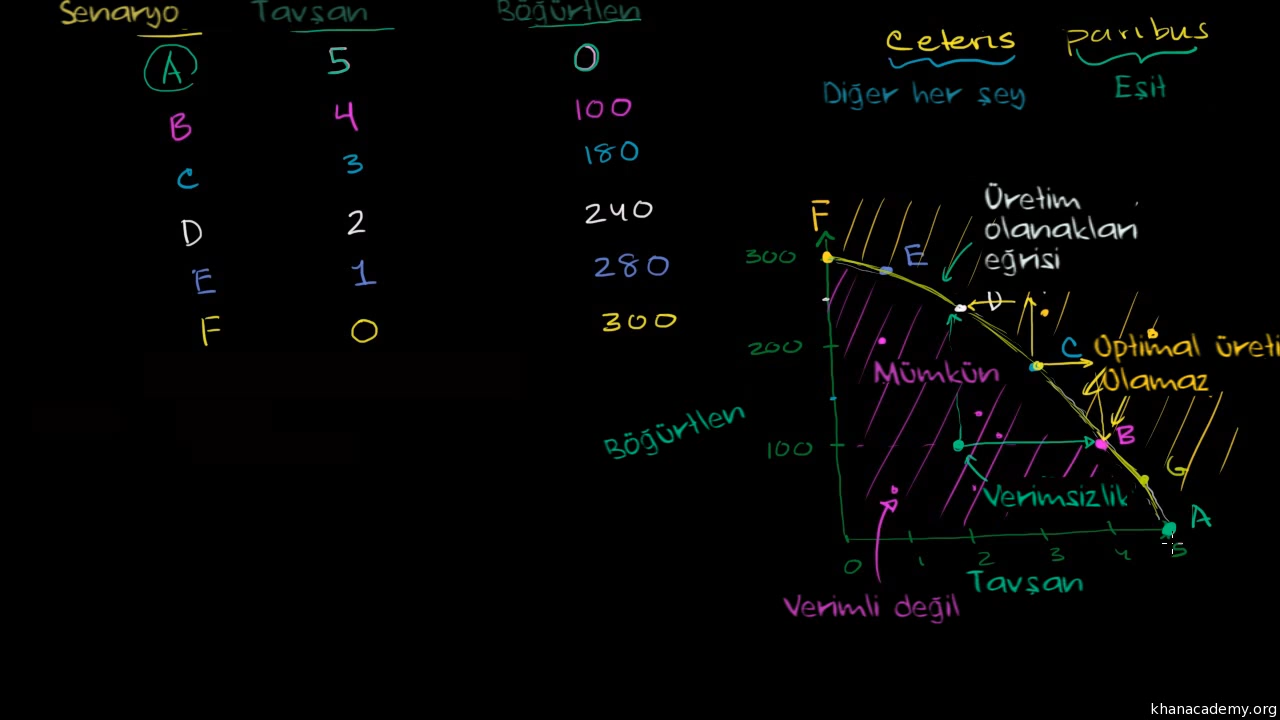 Senaryo Tavşan Böğürtlen
A 5 0
B 4 100
C 3 180
D 2 240
E 1 280
F 0 300
ceteris paribus
Diğer her şey Eşit
Üretim
olanakları
eğrisi
F
300
E
D
200
C
Optimal üreti
Olamaz
Mümkün
Böğürtlen
100
B
G
Verimsizlik
A
0 1 2 3 4 5
Tavşan
Verimli değil
khanacademy.org